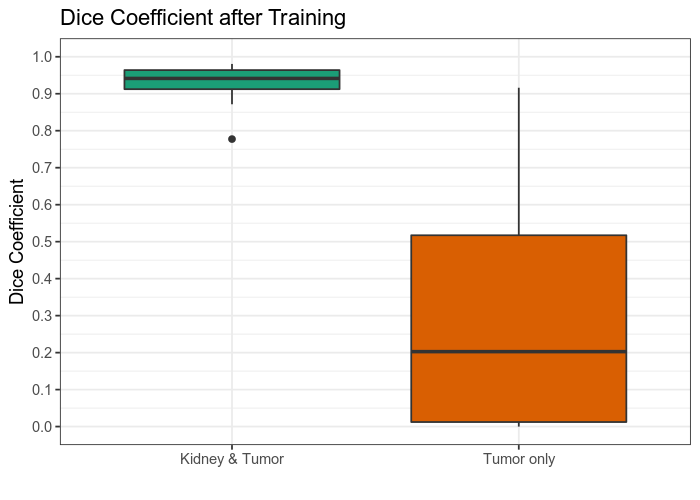 Dice Coefficient after Training
Dice Coefficient
1.0
0.9
0.8
0.7
0.6
0.5
0.4
0.3
0.2
0.1
0.0
Kidney & Tumor
Tumor only